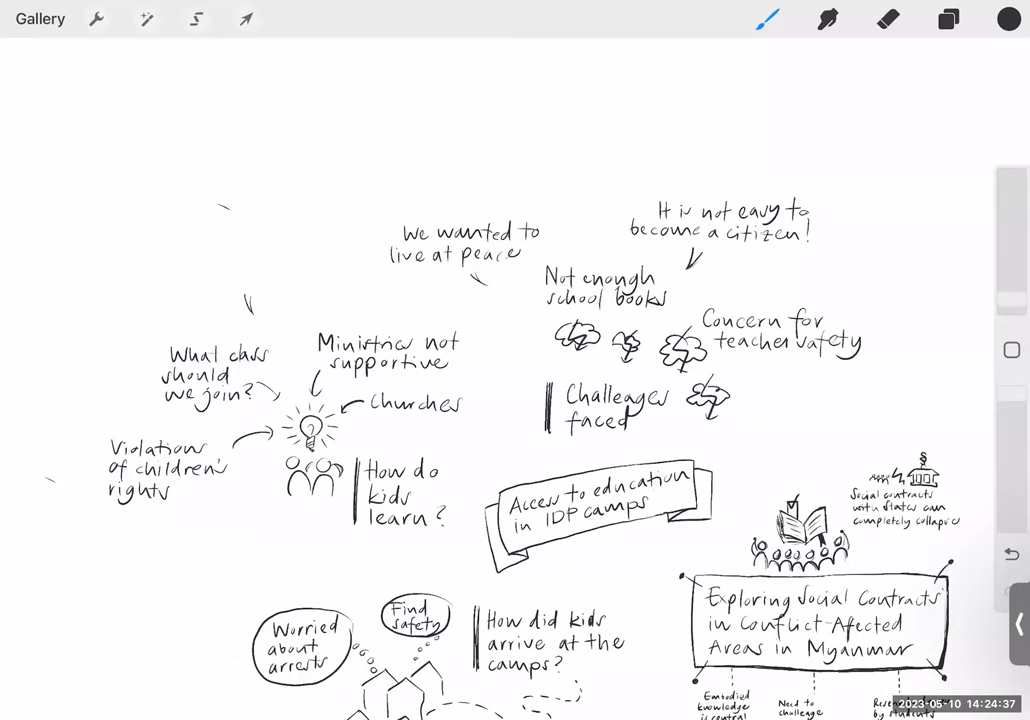 Gallery
It is not easy to
become a citizen!
We wanted to
live at peace
Not enough
school books
Concern for
teacher safety
Challenges
faced
What class
should
we join?
Ministries not
supportive
Churches
Violations
of children's
rights
How do
kids
learn?
Access to education
in IDP camps
Social contracts
with states can
completely collapse
Exploring Social Contracts
in Conflict-Affected
Areas in Myanmar
Find
safety
Worried
about
arrests
How did kids
arrive at the
camps?
Embodied
knowledge
is central
Need to
challenge
by students
2023-05-10 14:24:37